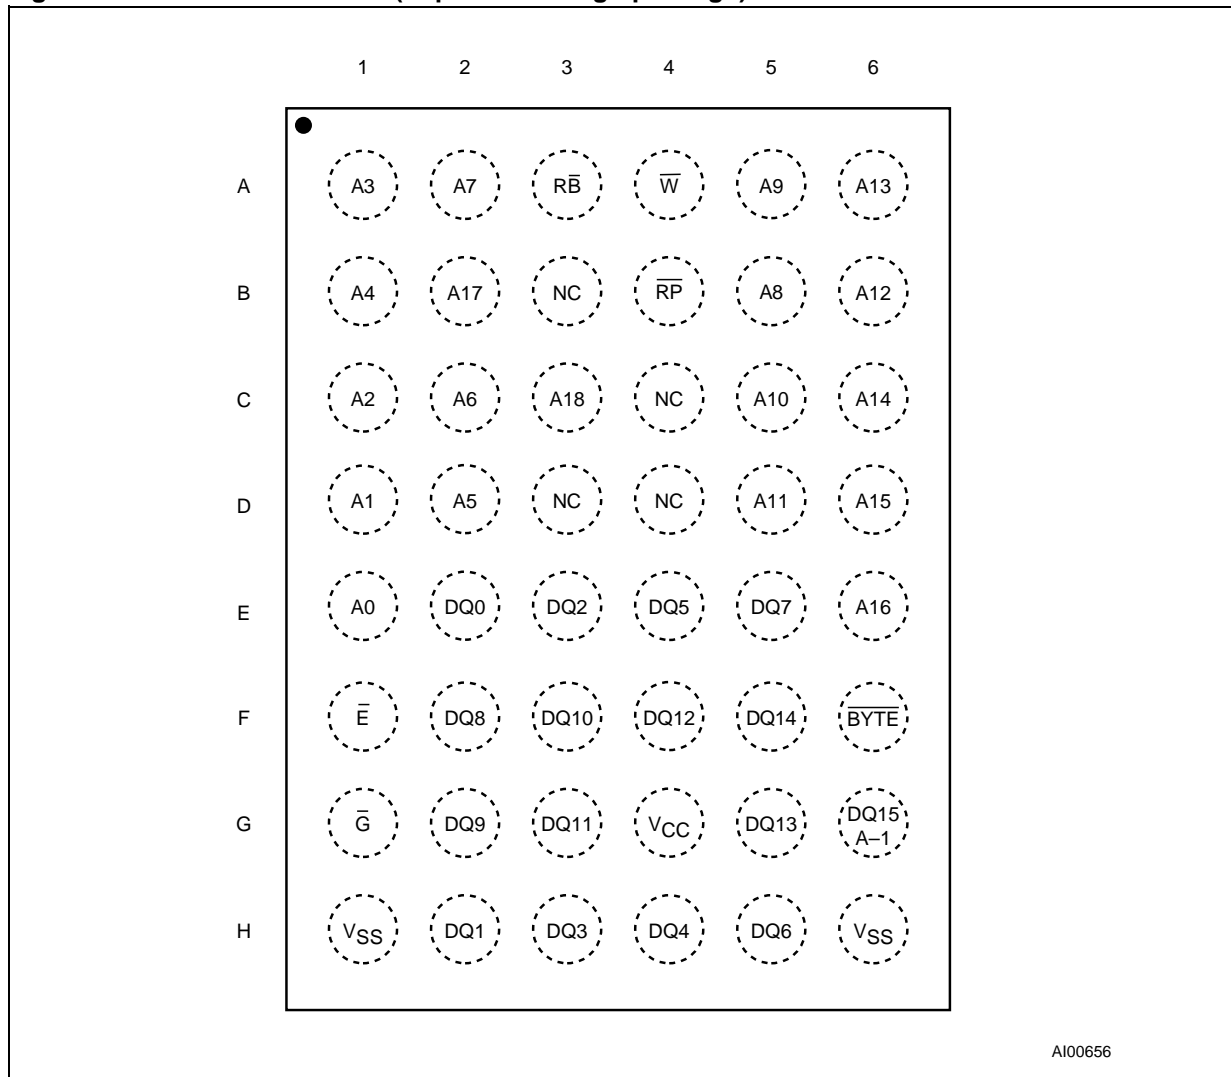 1 2 3 4 5 6
A A3 A7 RB̅ W̅ A9 A13
B A4 A17 NC R̅P̅ A8 A12
C A2 A6 A18 NC A10 A14
D A1 A5 NC NC A11 A15
E A0 DQ0 DQ2 DQ5 DQ7 A16
F E̅ DQ8 DQ10 DQ12 DQ14 B̅Y̅T̅E̅
G G̅ DQ9 DQ11 VCC DQ13 DQ15 A–1
H VSS DQ1 DQ3 DQ4 DQ6 VSS
AI00656